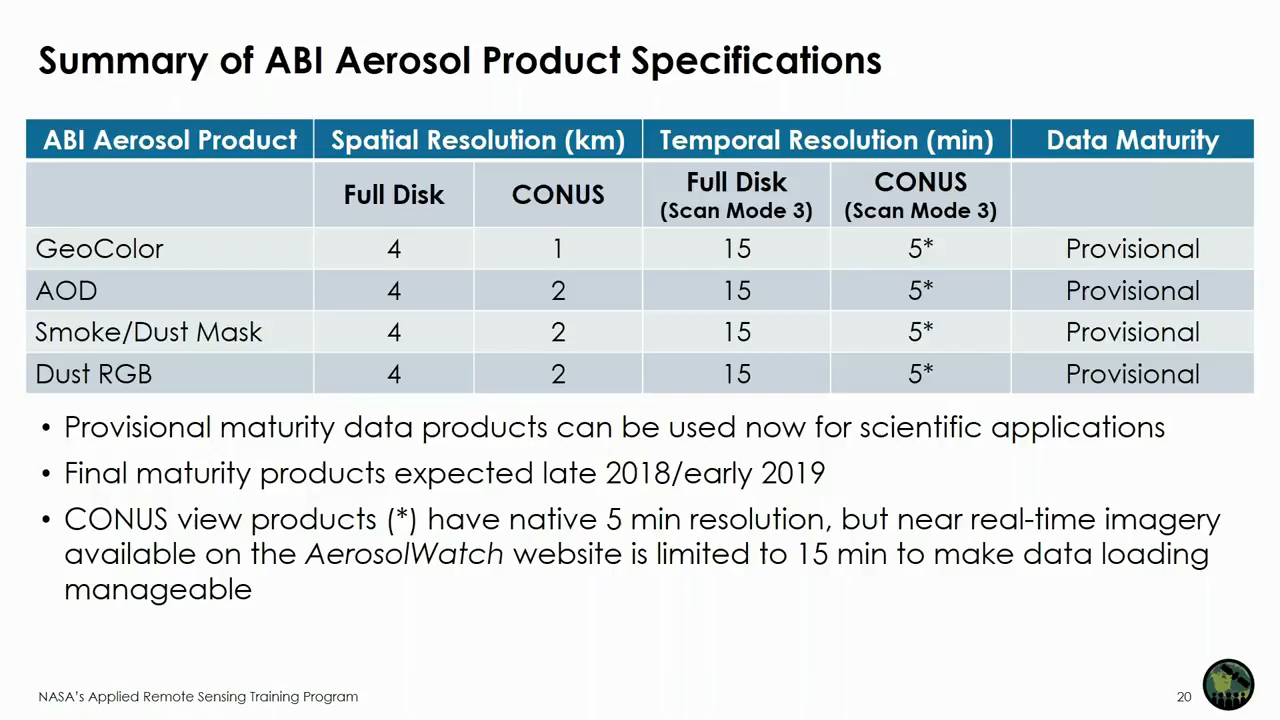 Summary of ABI Aerosol Product Specifications
ABI Aerosol Product Spatial Resolution (km) Temporal Resolution (min) Data Maturity
Full Disk CONUS Full Disk (Scan Mode 3) CONUS (Scan Mode 3)
GeoColor 4 1 15 5* Provisional
AOD 4 2 15 5* Provisional
Smoke/Dust Mask 4 2 15 5* Provisional
Dust RGB 4 2 15 5* Provisional
• Provisional maturity data products can be used now for scientific applications
• Final maturity products expected late 2018/early 2019
• CONUS view products (*) have native 5 min resolution, but near real-time imagery
available on the AerosolWatch website is limited to 15 min to make data loading
manageable
NASA's Applied Remote Sensing Training Program 20